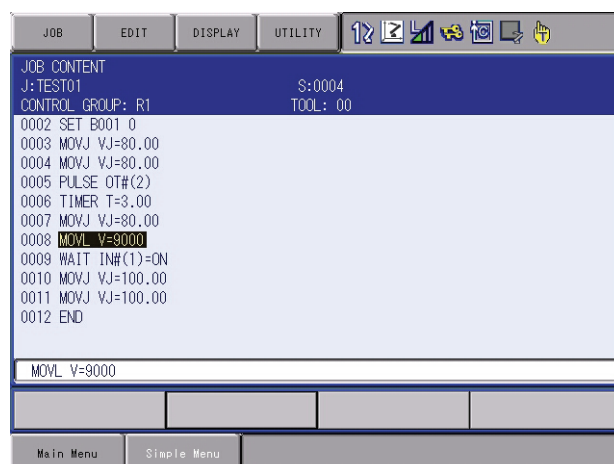 JOB EDIT DISPLAY UTILITY
JOB CONTENT
J:TEST01 S:0004
CONTROL GROUP: R1 TOOL: 00
0002 SET B001 0
0003 MOVJ VJ=80.00
0004 MOVJ VJ=80.00
0005 PULSE OT#(2)
0006 TIMER T=3.00
0007 MOVJ VJ=80.00
0008 MOVL V=9000
0009 WAIT IN#(1)=ON
0010 MOVJ VJ=100.00
0011 MOVJ VJ=100.00
0012 END
MOVL V=9000
Main Menu Simple Menu